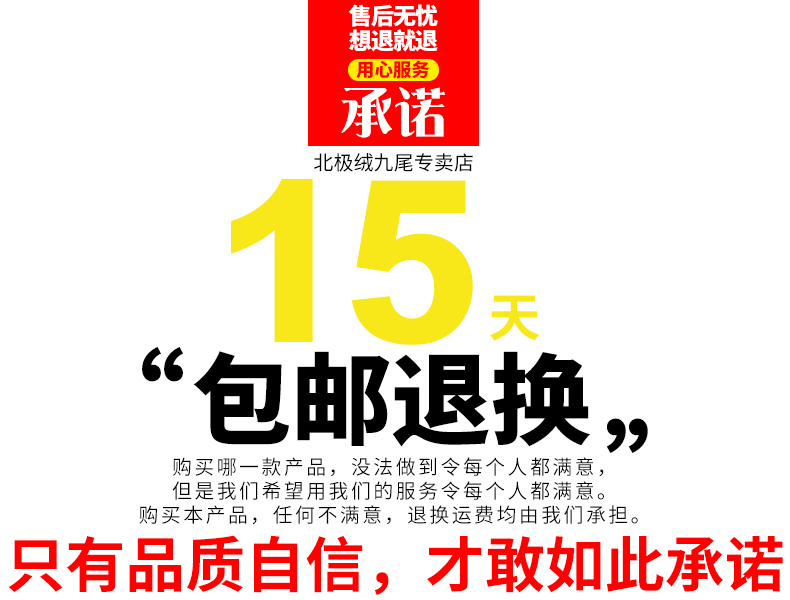 售后无忧
想退就退
用心服务
承诺
北极绒九尾专卖店
15天
“包邮退换”
购买哪一款产品，没法做到令每个人都满意，
但是我们希望用我们的服务令每个人都满意。
购买本产品，任何不满意，退换运费均由我们承担。
只有品质自信，才敢如此承诺